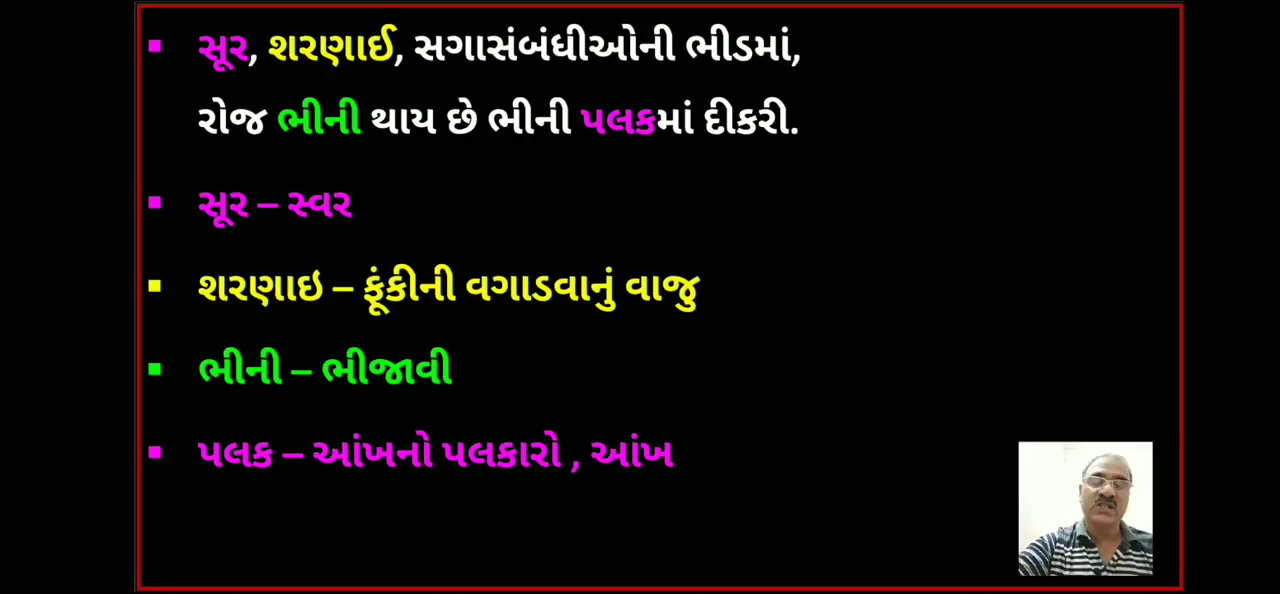 સૂર, શરણાઈ, સગાસંબંધીઓની ભીડમાં,
રોજ ભીની થાય છે ભીની પલકમાં દીકરી.
સૂર – સ્વર
શરણાઇ – ફૂંકીની વગાડવાનું વાજુ
ભીની – ભીજાવી
પલક – આંખનો પલકારો , આંખ